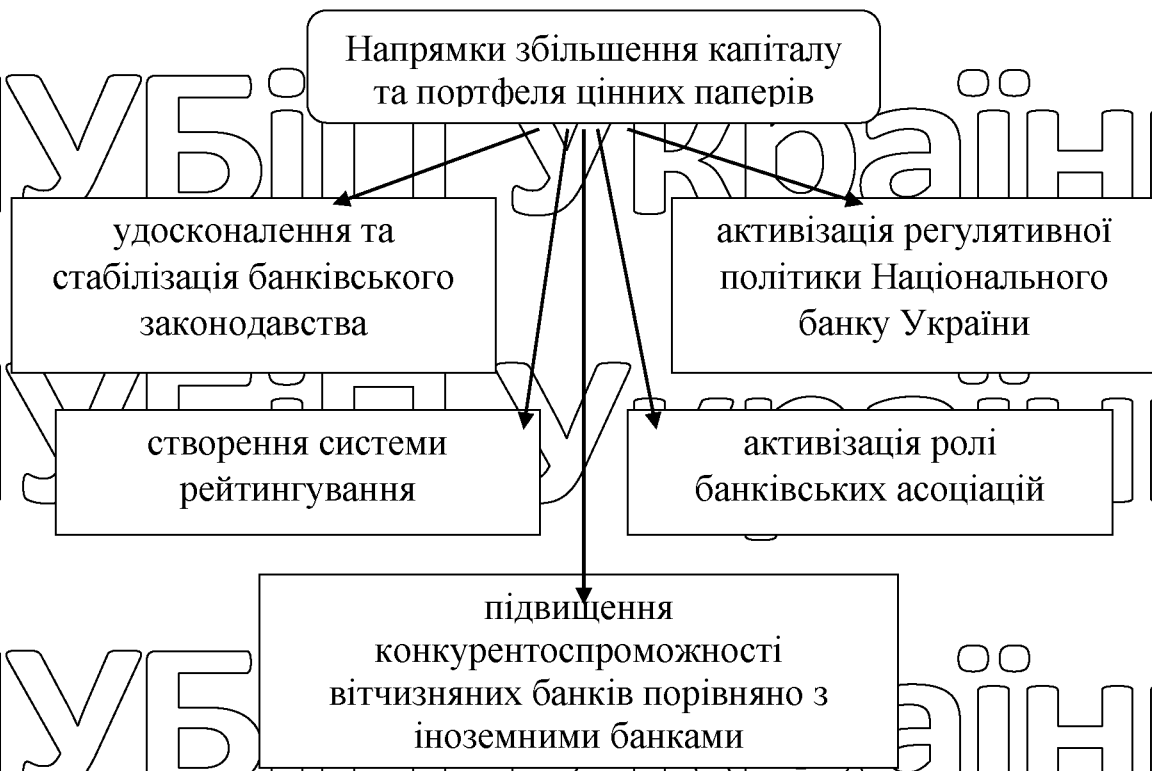 Напрямки збільшення капіталу
та портфеля цінних паперів
удосконалення та
стабілізація банківського
законодавства
активізація регулятивної
політики Національного
банку України
створення системи
рейтингування
активізація ролі
банківських асоціацій
підвищення
конкурентоспроможності
вітчизняних банків порівняно з
іноземними банками